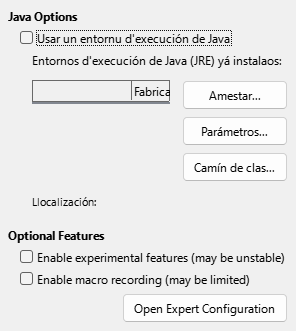 Java Options
Usar un entornu d'execución de Java
Entornos d'execución de Java (JRE) yá instalaos:
Fabrica
Amestar...
Parámetros...
Camín de clas...
Llocalización:
Optional Features
Enable experimental features (may be unstable)
Enable macro recording (may be limited)
Open Expert Configuration